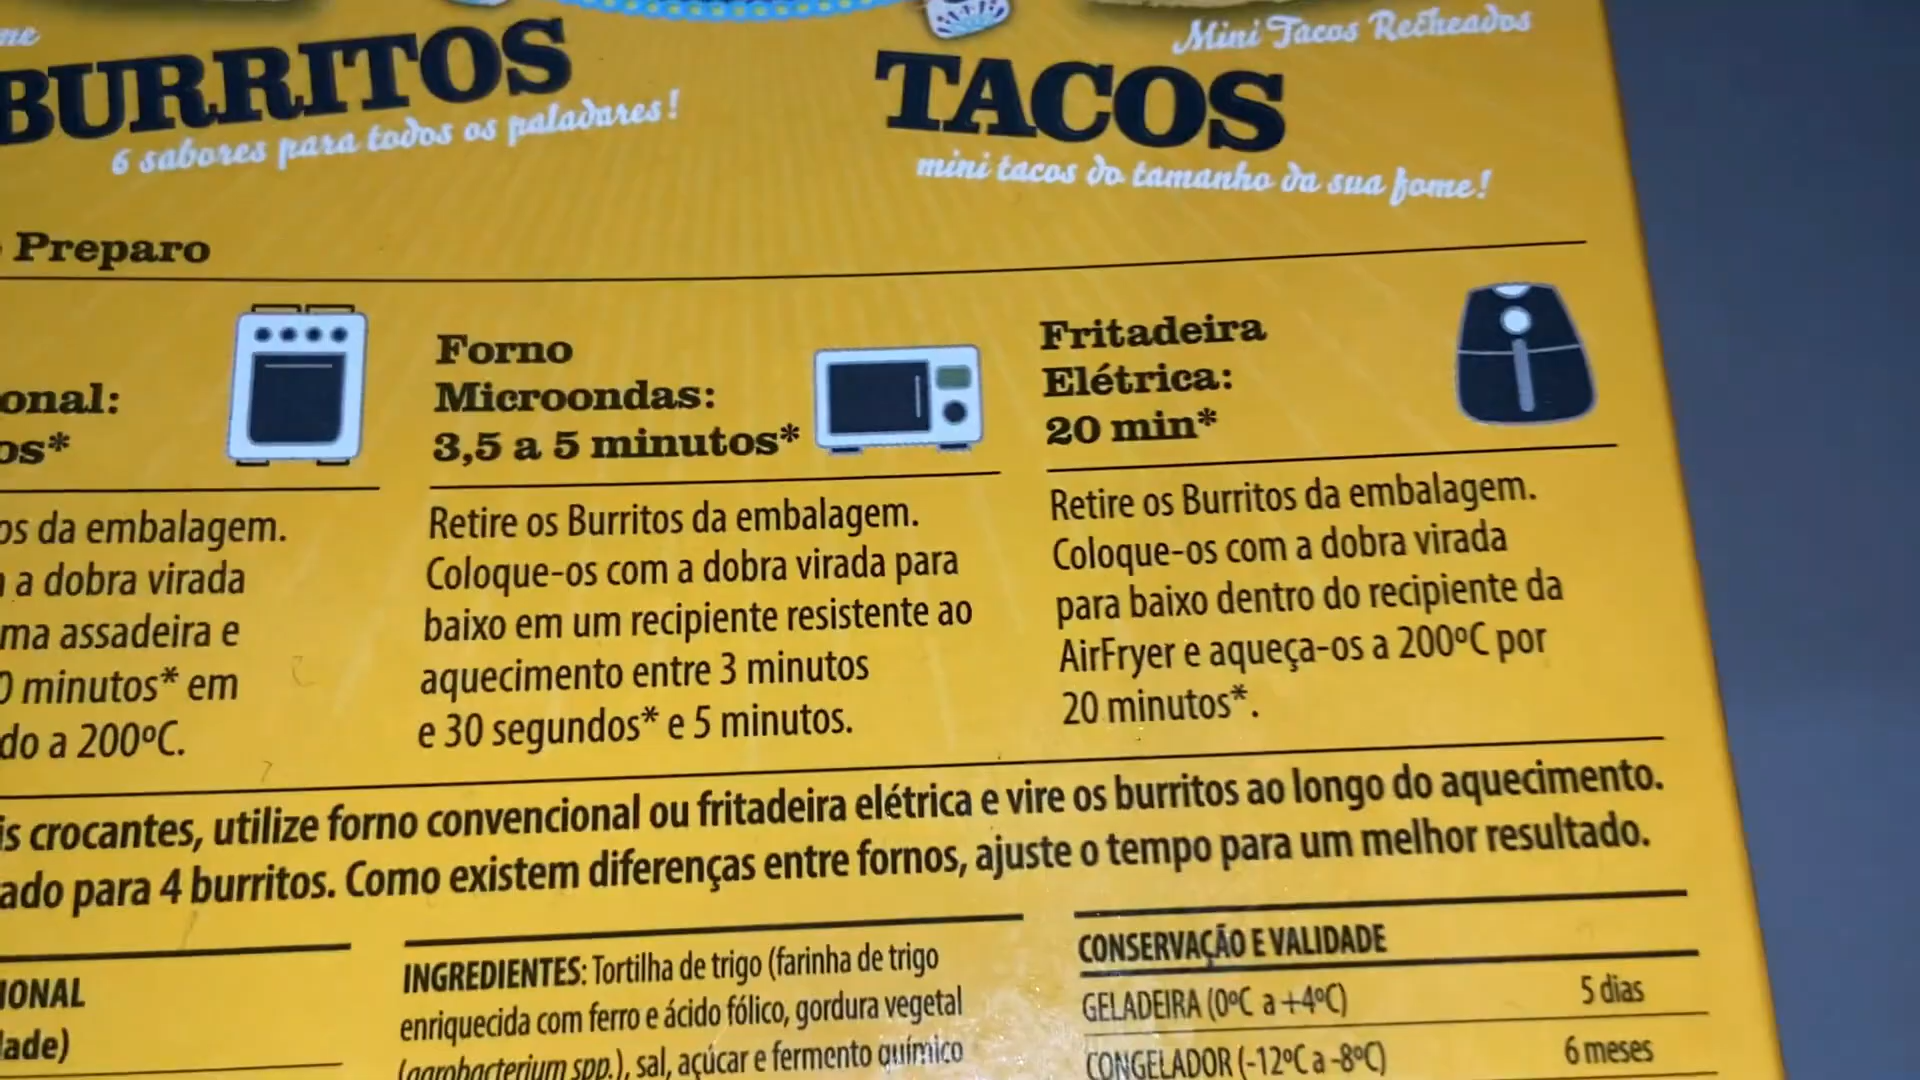 BURRITOS
6 sabores para todos os paladares!
Mini Tacos Recheados
TACOS
mini tacos do tamanho da sua fome!
Preparo
onal:
os*
os da embalagem.
a dobra virada
ma assadeira e
0 minutos* em
do a 200ºC.
Forno
Microondas:
3,5 a 5 minutos*
Retire os Burritos da embalagem.
Coloque-os com a dobra virada para
baixo em um recipiente resistente ao
aquecimento entre 3 minutos
e 30 segundos* e 5 minutos.
Fritadeira
Elétrica:
20 min*
Retire os Burritos da embalagem.
Coloque-os com a dobra virada
para baixo dentro do recipiente da
AirFryer e aqueça-os a 200ºC por
20 minutos*.
is crocantes, utilize forno convencional ou fritadeira elétrica e vire os burritos ao longo do aquecimento.
ado para 4 burritos. Como existem diferenças entre fornos, ajuste o tempo para um melhor resultado.
IONAL
dade)
INGREDIENTES: Tortilha de trigo (farinha de trigo
enriquecida com ferro e ácido fólico, gordura vegetal
(agrobacterium spp.), sal, açúcar e fermento químico
CONSERVAÇÃO E VALIDADE
GELADEIRA (0ºC a +4ºC) 5 dias
CONGELADOR (-12ºC a -8ºC) 6 meses